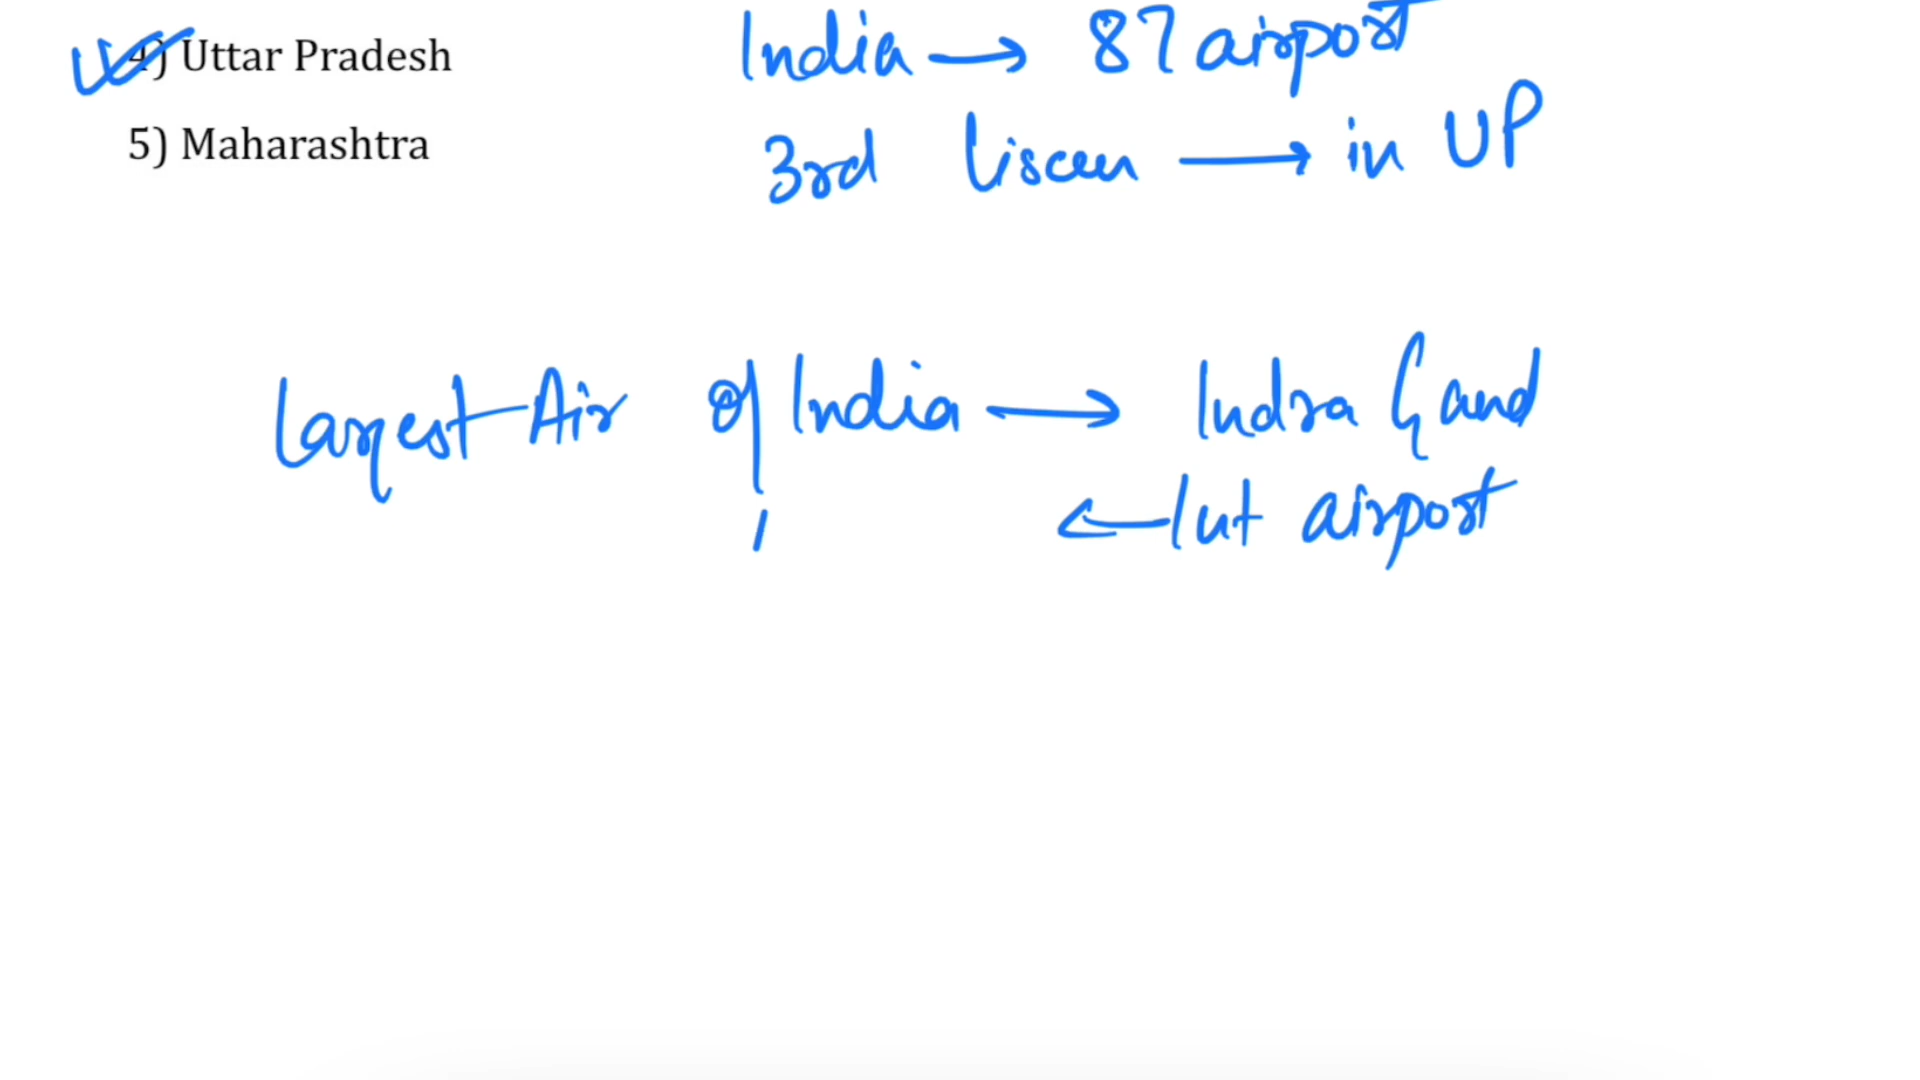 4) Uttar Pradesh
India → 87 airport
5) Maharashtra
3rd liscen → in UP
Largest Air of India → Indra Gand
← Int airport